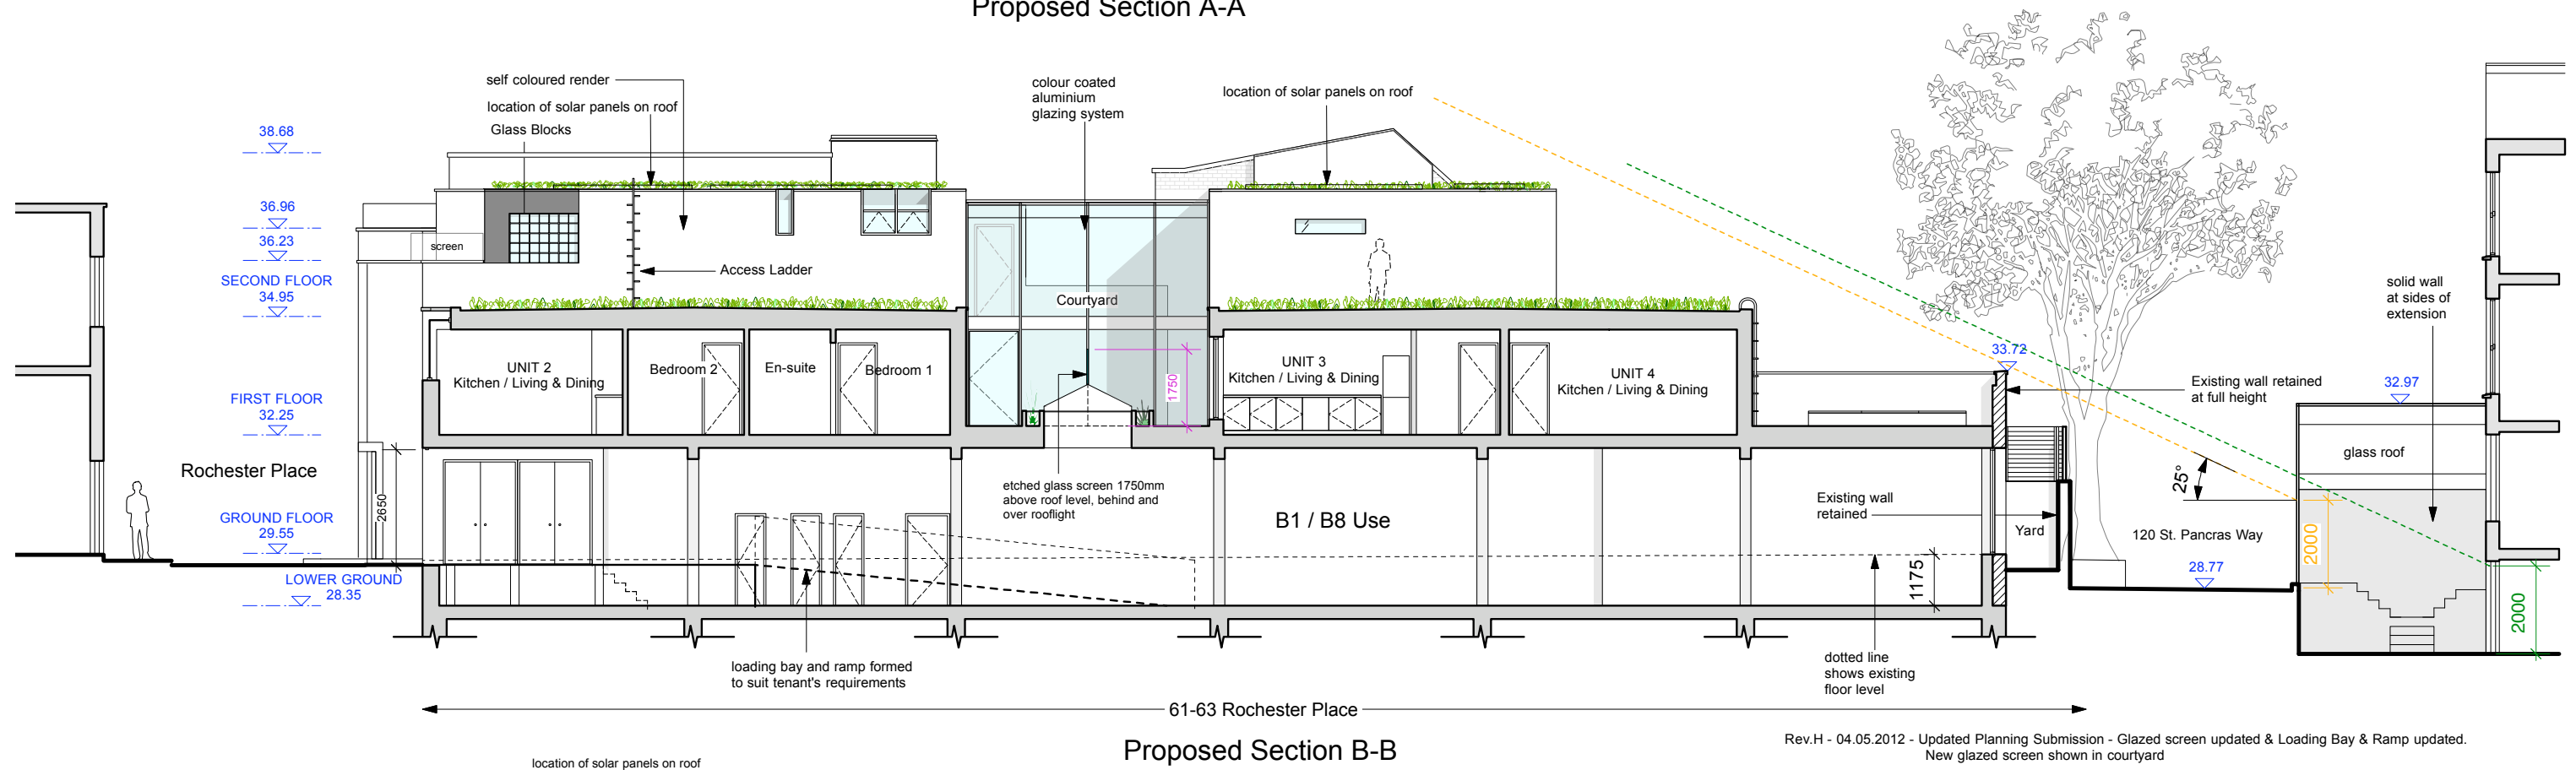 Proposed Section A-A
self coloured render
location of solar panels on roof
Glass Blocks
colour coated
aluminium
glazing system
location of solar panels on roof
38.68
36.96
36.23
SECOND FLOOR
34.95
FIRST FLOOR
32.25
Rochester Place
GROUND FLOOR
29.55
LOWER GROUND
28.35
screen
Access Ladder
Courtyard
UNIT 2
Kitchen / Living & Dining
Bedroom 2
En-suite
Bedroom 1
1750
UNIT 3
Kitchen / Living & Dining
UNIT 4
Kitchen / Living & Dining
33.72
Existing wall retained
at full height
solid wall
at sides of
extension
32.97
glass roof
25°
2650
etched glass screen 1750mm
above roof level, behind and
over rooflight
B1 / B8 Use
Existing wall
retained
Yard
120 St. Pancras Way
28.77
2000
2000
1175
loading bay and ramp formed
to suit tenant's requirements
dotted line
shows existing
floor level
61-63 Rochester Place
Proposed Section B-B
Rev.H - 04.05.2012 - Updated Planning Submission - Glazed screen updated & Loading Bay & Ramp updated.
New glazed screen shown in courtyard
location of solar panels on roof